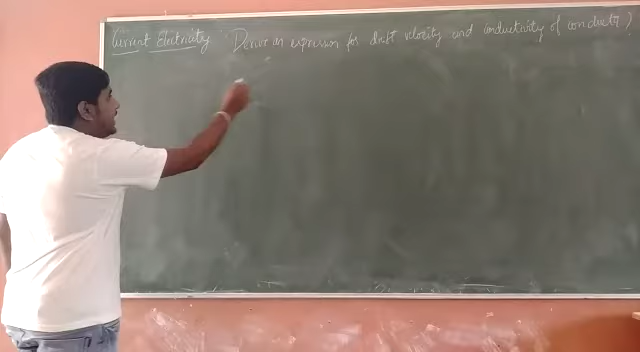 Current Electricity : Derive an expression for drift velocity and conductivity of conductor ?